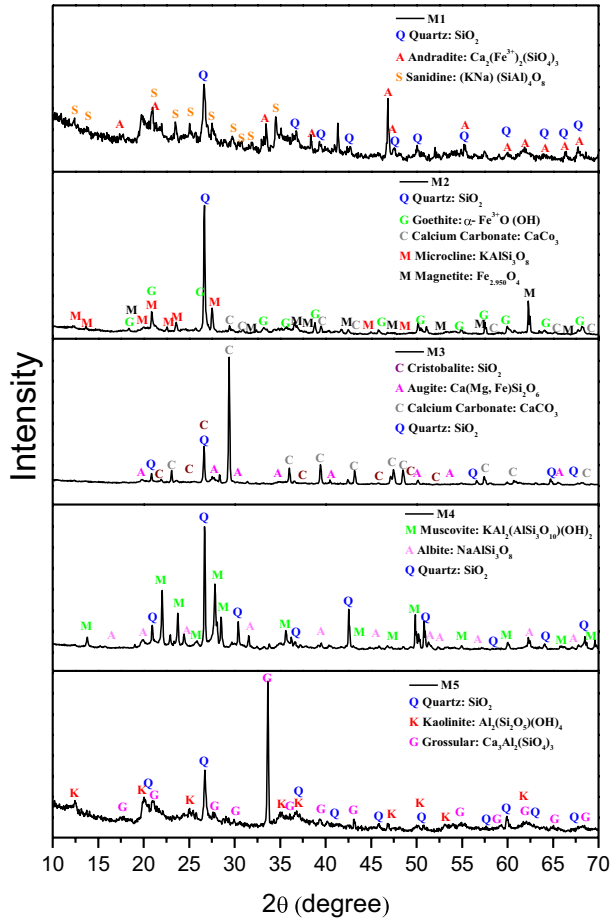 M1
Q Quartz: SiO₂
A Andradite: Ca₂(Fe³⁺)₂(SiO₄)₃
S Sanidine: (KNa) (SiAl)₄O₈
Q
S S S A A S S S S S S S A Q A Q Q A A Q Q Q A Q A A Q A Q A Q A
M2
Q Quartz: SiO₂
G Goethite: α- Fe³⁺O (OH)
C Calcium Carbonate: CaCo₃
M Microcline: KAlSi₃O₈
M Magnetite: Fe₂.₉₅₀O₄
Q
M M M G M G M M M G M C C M G G M M G C M C M G M G M G M C G M G M G M G C
M3
C Cristobalite: SiO₂
A Augite: Ca(Mg, Fe)Si₂O₆
C Calcium Carbonate: CaCO₃
Q Quartz: SiO₂
C
A Q C C C C Q A A A C C C A C C C C C A C A Q C C Q A Q C
M4
M Muscovite: KAl₂(AlSi₃O₁₀)(OH)₂
A Albite: NaAlSi₃O₈
Q Quartz: SiO₂
Q
M A A Q M M A M M M Q A M Q A Q M A M M Q A A M A Q M A Q M A Q M M
M5
Q Quartz: SiO₂
K Kaolinite: Al₂(Si₂O₅)(OH)₄
G Grossular: Ca₃Al₂(SiO₄)₃
G
K G K Q G K Q G G K G K Q G Q G Q K K Q K G Q G Q K G Q G Q G
Intensity
10 15 20 25 30 35 40 45 50 55 60 65 70
2θ (degree)